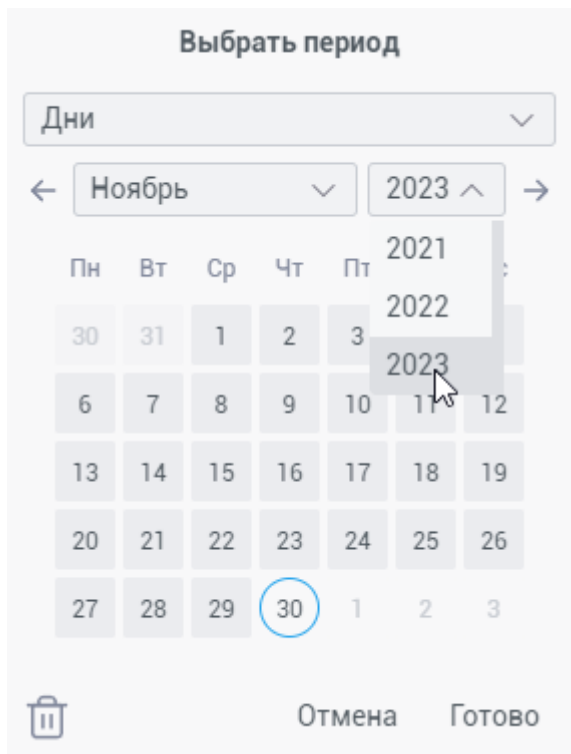 Выбрать период
Дни
Ноябрь 2023
2021
Пн Вт Ср Чт Пт
2022
30 31 1 2 3
2023
6 7 8 9 10 11 12
13 14 15 16 17 18 19
20 21 22 23 24 25 26
27 28 29 30 1 2 3
Отмена Готово